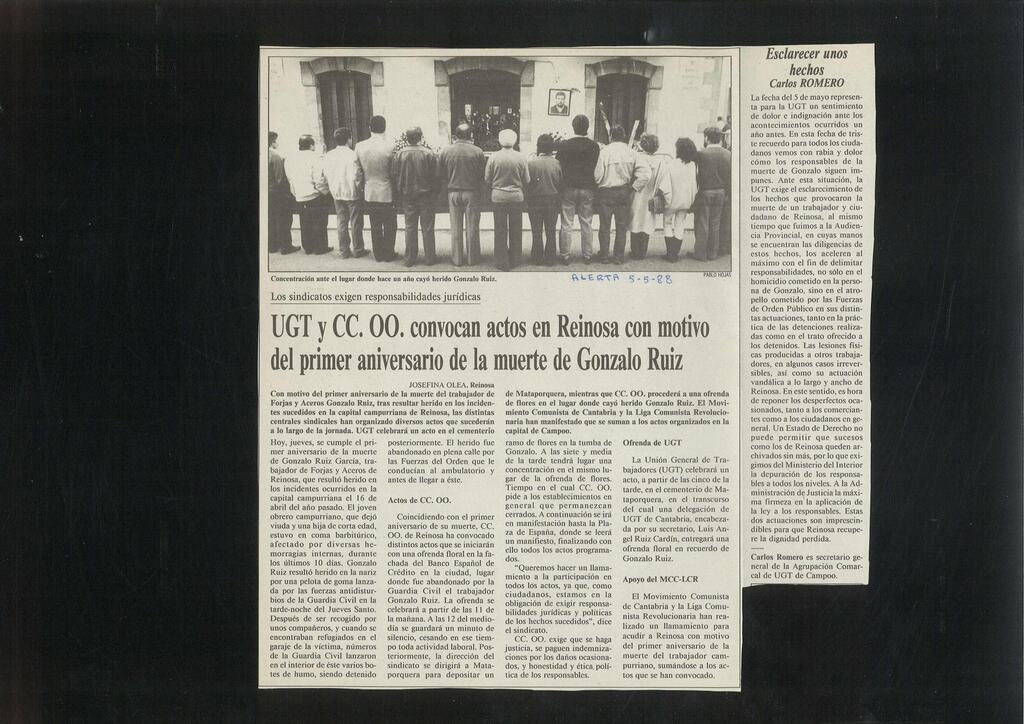 PABLO HOJAS
Concentración ante el lugar donde hace un año cayó herido Gonzalo Ruiz.
ALERTA 5-5-88
Los sindicatos exigen responsabilidades jurídicas
UGT y CC. OO. convocan actos en Reinosa con motivo
del primer aniversario de la muerte de Gonzalo Ruiz
JOSEFINA OLEA. Reinosa
Con motivo del primer aniversario de la muerte del trabajador de
Forjas y Aceros Gonzalo Ruiz, tras resultar herido en los inciden-
tes sucedidos en la capital campurriana de Reinosa, las distintas
centrales sindicales han organizado diversos actos que sucederán
a lo largo de la jornada. UGT celebrará un acto en el cementerio
de Mataporquera, mientras que CC. OO. procederá a una ofrenda
de flores en el lugar donde cayó herido Gonzalo Ruiz. El Movi-
miento Comunista de Cantabria y la Liga Comunista Revolucio-
naria han manifestado que se suman a los actos organizados en la
capital de Campoo.
Hoy, jueves, se cumple el pri-
mer aniversario de la muerte
de Gonzalo Ruiz García, tra-
bajador de Forjas y Aceros de
Reinosa, que resultó herido en
los incidentes ocurridos en la
capital campurriana el 16 de
abril del año pasado. El joven
obrero campurriano, que dejó
viuda y una hija de corta edad,
estuvo en coma barbitúrico,
afectado por diversas he-
morragias internas, durante
los últimos 10 días. Gonzalo
Ruiz resultó herido en la nariz
por una pelota de goma lanza-
da por las fuerzas antidistur-
bios de la Guardia Civil en la
tarde-noche del Jueves Santo.
Después de ser recogido por
unos compañeros, y cuando se
encontraban refugiados en el
garaje de la víctima, números
de la Guardia Civil lanzaron
en el interior de éste varios bo-
tes de humo, siendo detenido
posteriormente. El herido fue
abandonado en plena calle por
las Fuerzas del Orden que le
conducían al ambulatorio y
antes de llegar a éste.
Actos de CC. OO.
Coincidiendo con el primer
aniversario de su muerte, CC.
OO. de Reinosa ha convocado
distintos actos que se iniciarán
con una ofrenda floral en la fa-
chada del Banco Español de
Crédito en la ciudad, lugar
donde fue abandonado por la
Guardia Civil el trabajador
Gonzalo Ruiz. La ofrenda se
celebrará a partir de las 11 de
la mañana. A las 12 del medio-
día se guardará un minuto de
silencio, cesando en ese tiem-
po toda actividad laboral. Pos-
teriormente, la dirección del
sindicato se dirigirá a Mata-
porquera para depositar un
ramo de flores en la tumba de
Gonzalo. A las siete y media
de la tarde tendrá lugar una
concentración en el mismo lu-
gar de la ofrenda de flores.
Tiempo en el cual CC. OO.
pide a los establecimientos en
general que permanezcan
cerrados. A continuación se irá
en manifestación hasta la Pla-
za de España, donde se leerá
un manifiesto, finalizando con
ello todos los actos programa-
dos.
"Queremos hacer un llama-
miento a la participación en
todos los actos, ya que, como
ciudadanos, estamos en la
obligación de exigir responsa-
bilidades jurídicas y políticas
de los hechos sucedidos", dice
el sindicato.
CC. OO. exige que se haga
justicia, se paguen indemniza-
ciones por los daños ocasiona-
dos, y honestidad y ética polí-
tica de los responsables.
Ofrenda de UGT
La Unión General de Tra-
bajadores (UGT) celebrará un
acto, a partir de las cinco de
la tarde, en el cementerio de Ma-
taporquera, en el transcurso
del cual una delegación de
UGT de Cantabria, encabeza-
da por su secretario, Luis An-
gel Ruiz Cardín, entregará una
ofrenda floral en recuerdo de
Gonzalo Ruiz.
Apoyo del MCC-LCR
El Movimiento Comunista
de Cantabria y la Liga Comu-
nista Revolucionaria han rea-
lizado un llamamiento para
acudir a Reinosa con motivo
del primer aniversario de la
muerte del trabajador cam-
purriano, sumándose a los ac-
tos que se han convocado.
Esclarecer unos
hechos
Carlos ROMERO
La fecha del 5 de mayo represen-
ta para la UGT un sentimiento
de dolor e indignación ante los
acontecimientos ocurridos un
año antes. En esta fecha de tris-
te recuerdo para todos los ciuda-
danos vemos con rabia y dolor
cómo los responsables de la
muerte de Gonzalo siguen im-
punes. Ante esta situación, la
UGT exige el esclarecimiento de
los hechos que provocaron la
muerte de un trabajador y ciu-
dadano de Reinosa, al mismo
tiempo que fuimos a la Audien-
cia Provincial, en cuyas manos
se encuentran las diligencias de
estos hechos, los aceleren al
máximo con el fin de delimitar
responsabilidades, no sólo en el
homicidio cometido en la perso-
na de Gonzalo, sino en el atro-
pello cometido por las Fuerzas
de Orden Público en sus distin-
tas actuaciones, tanto en la prác-
tica de las detenciones realiza-
das como en el trato ofrecido a
los detenidos. Las lesiones físi-
cas producidas a otros trabajado-
res, en algunos casos irrever-
sibles, así como su actuación
vandálica a lo largo y ancho de
Reinosa. En este sentido, es hora
de reponer los desperfectos oca-
sionados, tanto a los comercian-
tes como a los ciudadanos en ge-
neral. Un Estado de Derecho no
puede permitir que sucesos
como los de Reinosa queden ar-
chivados sin más, por lo que exi-
gimos del Ministerio del Interior
la depuración de los responsa-
bles a todos los niveles. A la Ad-
ministración de Justicia la máxi-
ma firmeza en la aplicación de
la ley a los responsables. Estas
dos actuaciones son imprescin-
dibles para que Reinosa recupe-
re la dignidad perdida.
Carlos Romero es secretario ge-
neral de la Agrupación Comar-
cal de UGT de Campoo.